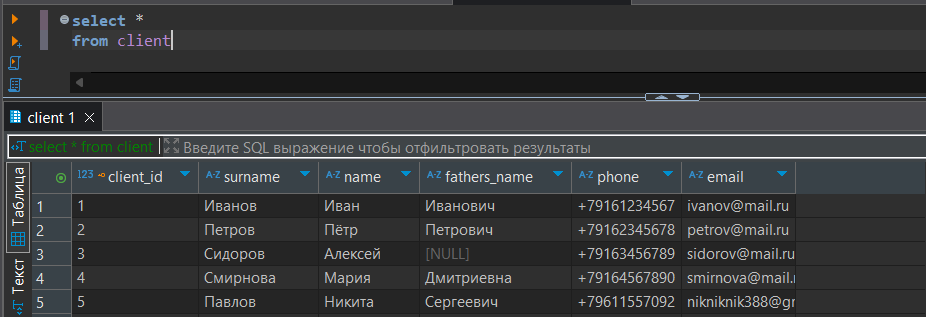 select *
from client
client 1
select * from client Введите SQL выражение чтобы отфильтровать результаты
Таблица
Текст
123 client_id A-Z surname A-Z name A-Z fathers_name A-Z phone A-Z email
1 1 Иванов Иван Иванович +79161234567 ivanov@mail.ru
2 2 Петров Пётр Петрович +79162345678 petrov@mail.ru
3 3 Сидоров Алексей [NULL] +79163456789 sidorov@mail.ru
4 4 Смирнова Мария Дмитриевна +79164567890 smirnova@mail.r
5 5 Павлов Никита Сергеевич +79611557092 nikniknik388@gr